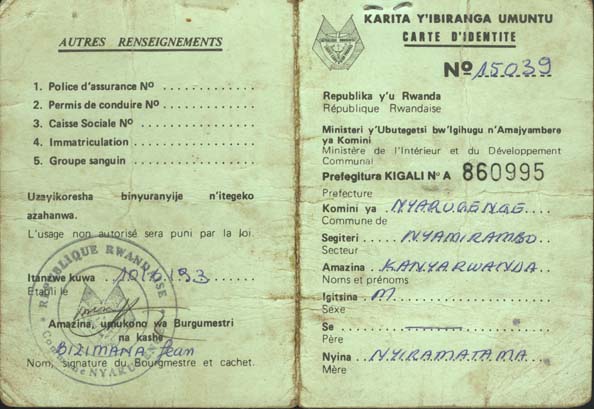 AUTRES RENSEIGNEMENTS
1. Police d'assurance Nº
2. Permis de conduire Nº
3. Caisse Sociale Nº
4. Immatriculation
5. Groupe sanguin
Uzayikoresha binyuranyije n'itegeko
azahanwa.
L'usage non autorisé sera puni par la loi.
REPUBLIQUE RWANDAISE
Itanzwe kuwa
Etabli le
Amazina, umukono wa Burgumestri
na kashe
BIZIMANA Jean
Nom, signature du Bourgmestre et cachet.
KARITA Y'IBIRANGA UMUNTU
CARTE D'IDENTITE
Nº 15039
Republika y'u Rwanda
République Rwandaise
Ministeri y'Ubutegetsi bw'Igihugu n'Amajyambere
ya Komini
Ministère de l'Intérieur et du Développement
Communal
Prefegitura KIGALI Nº A 860995
Prefecture
Komini ya NYARUGENGE
Commune de
Segiteri NYAMIRAMBO
Secteur
Amazina KANYARWANDA
Noms et prénoms
Igitsina M
Sexe
Se
Père
Nyina NYIRAMATAMA
Mère